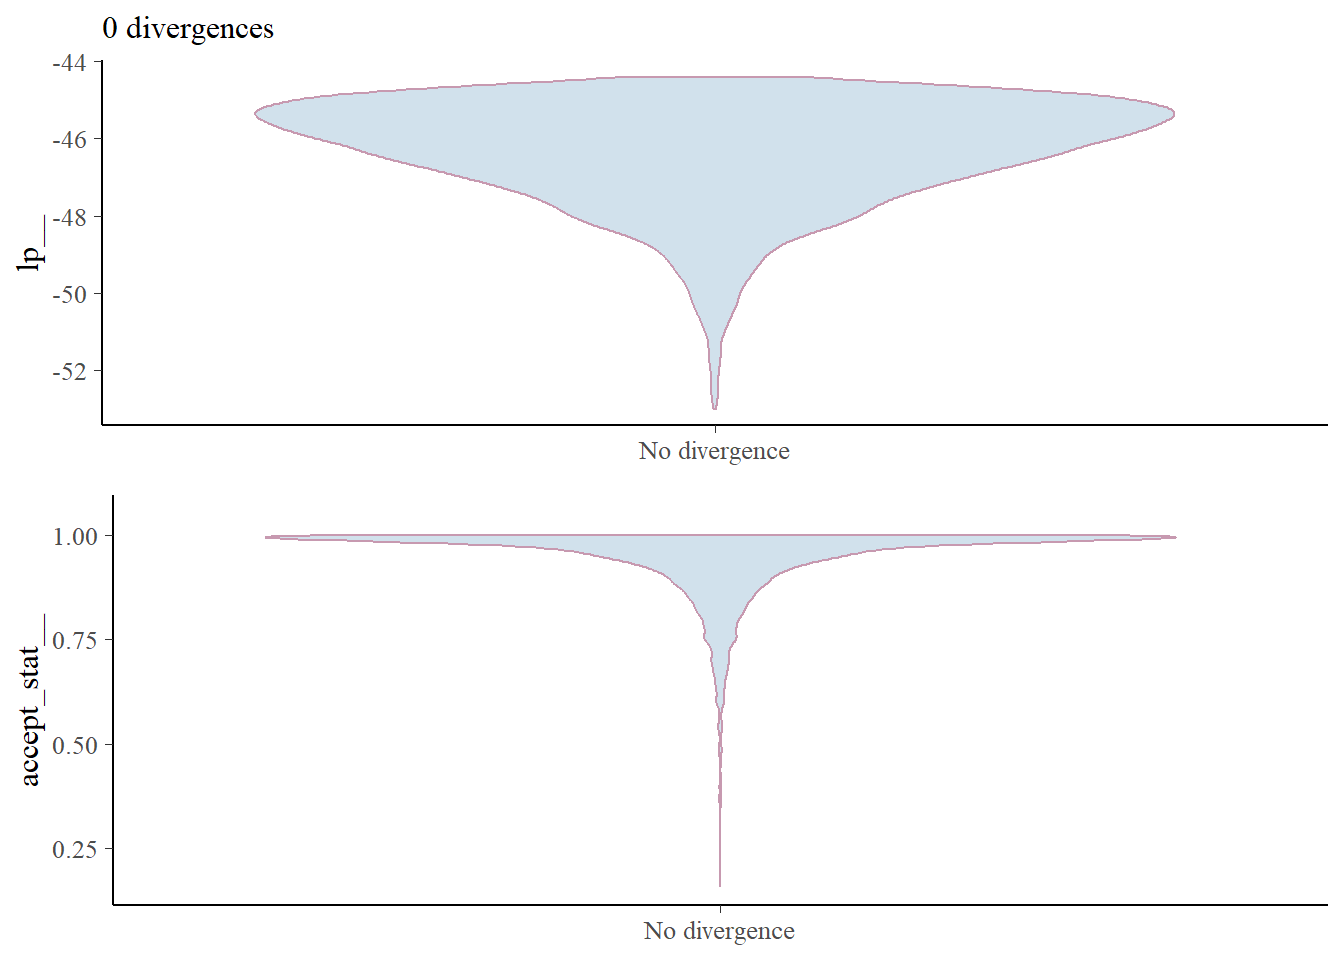 0 divergences
-44
-46
-48
-50
-52
lp__
No divergence
1.00
0.75
0.50
0.25
accept_stat__
No divergence